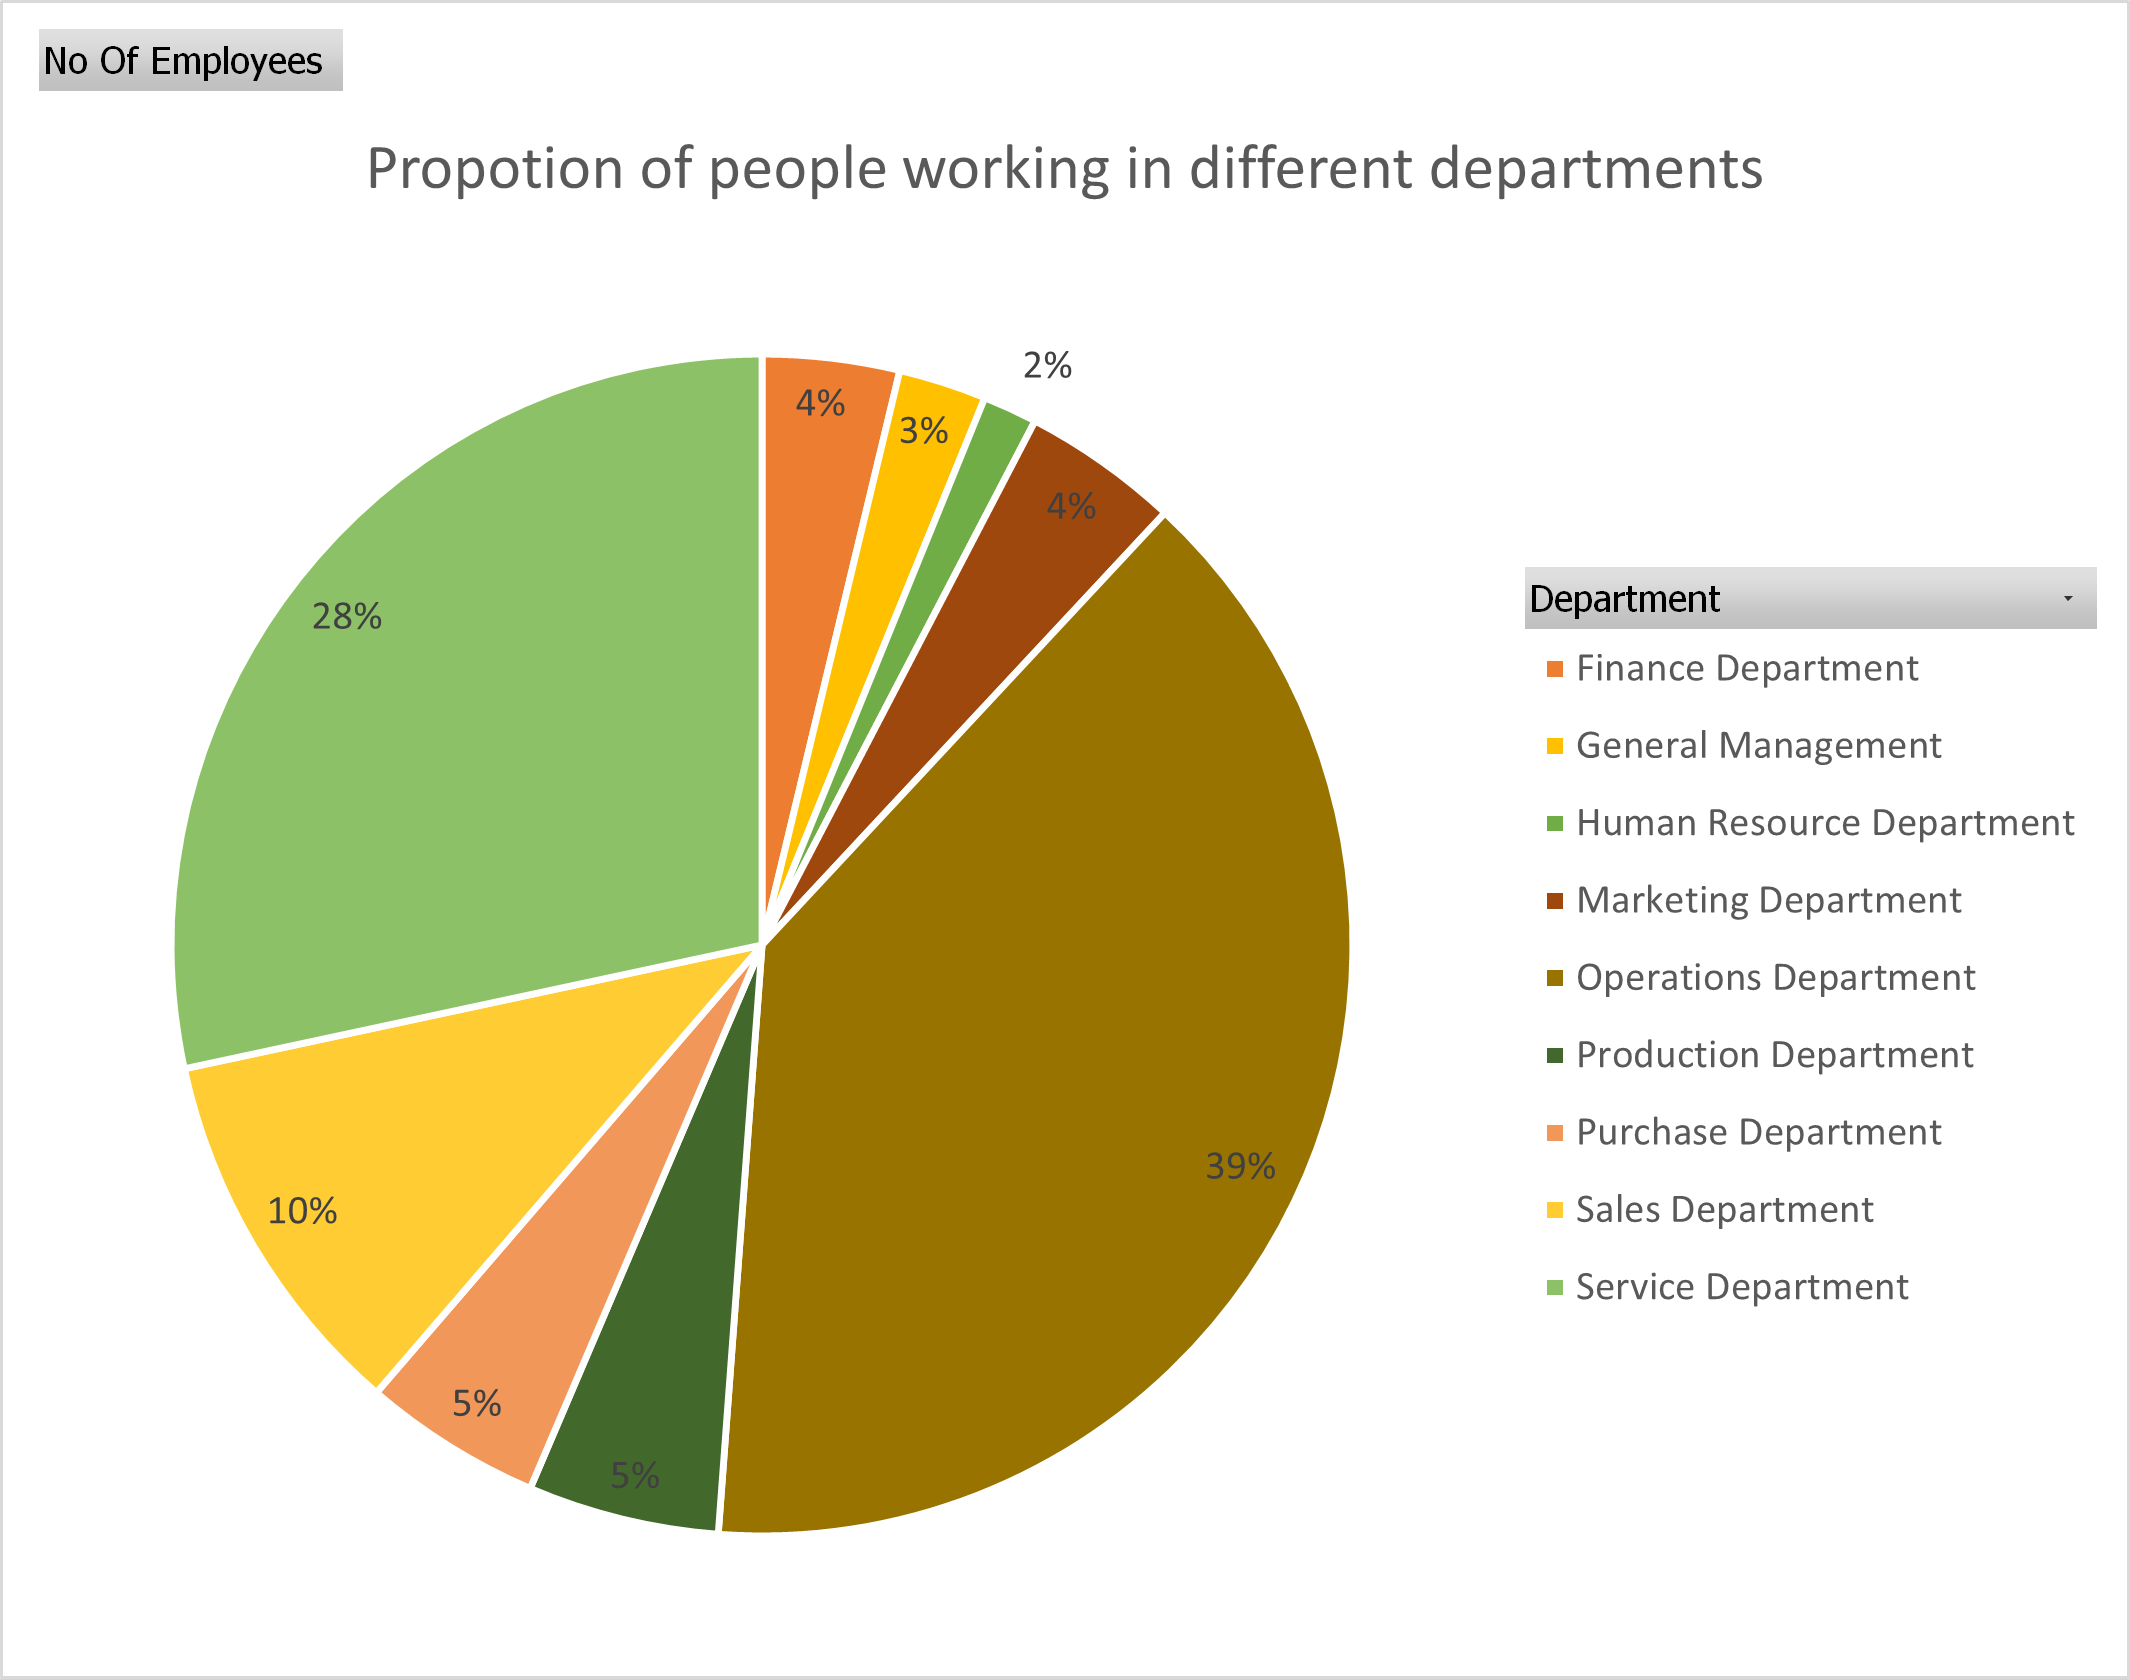 No Of Employees
Propotion of people working in different departments
2%
4%
3%
4%
28%
39%
10%
5%
5%
Department
Finance Department
General Management
Human Resource Department
Marketing Department
Operations Department
Production Department
Purchase Department
Sales Department
Service Department